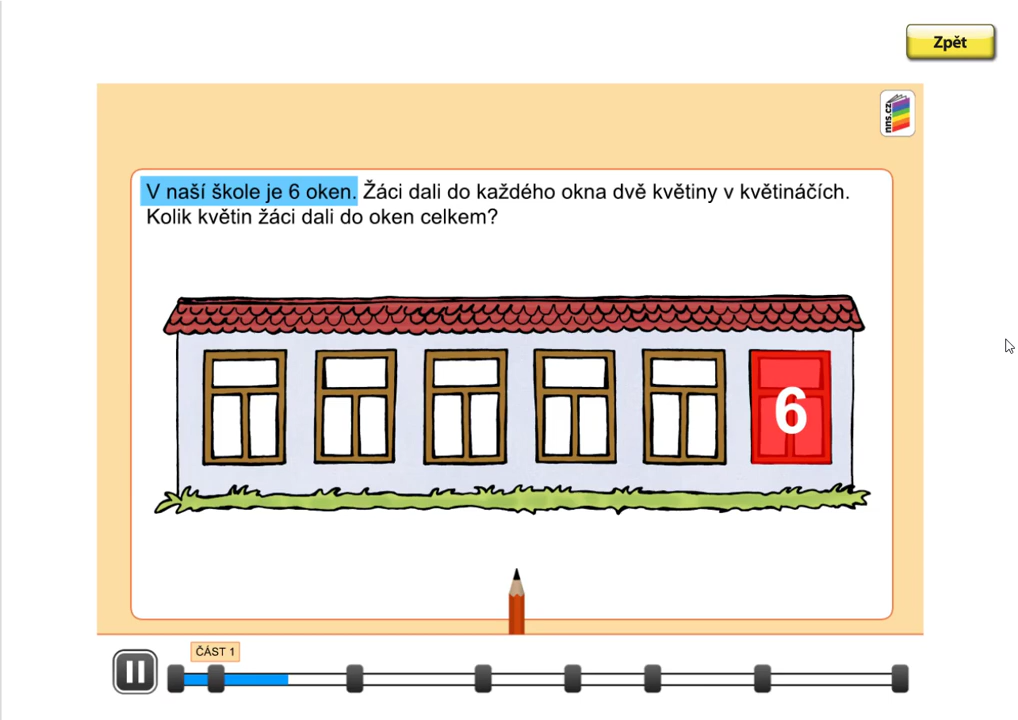 Zpět
nns.cz
V naší škole je 6 oken. Žáci dali do každého okna dvě květiny v květináčích.
Kolik květin žáci dali do oken celkem?
6
ČÁST 1